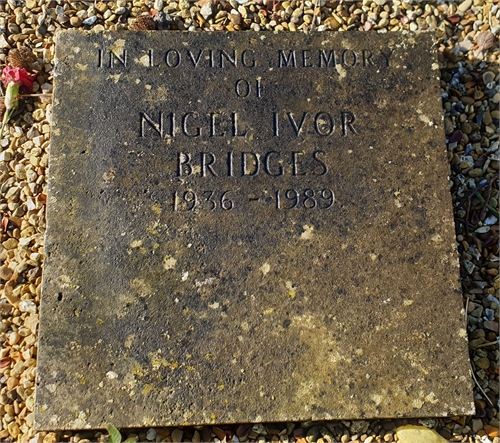 IN LOVING MEMORY
OF
NIGEL IVOR
BRIDGES
1936 - 1989